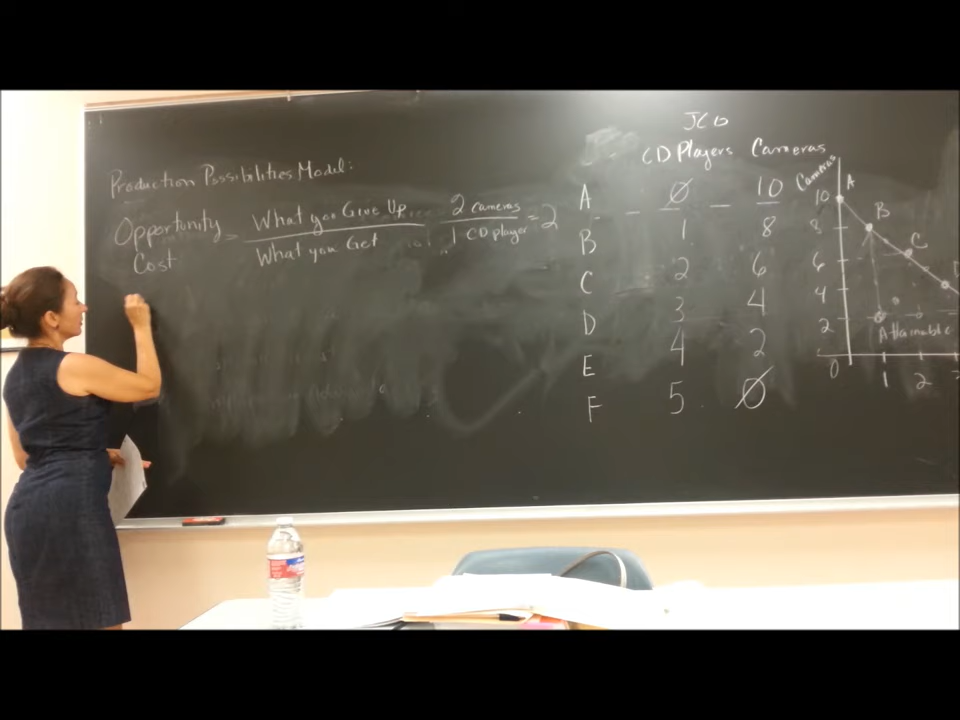 Production Possibilities Model:
Opportunity Cost = What you Give Up / What you Get 2 cameras / 1 CD player = 2
JCD
CD Players Cameras
A 0 10
B 1 8
C 2 6
D 3 4
E 4 2
F 5 0
Cameras
10 A
8 B
6 C
4 D
2 Attainable
0 1 2 3